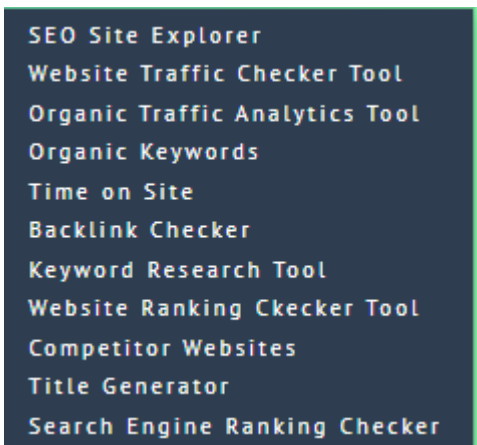 SEO Site Explorer
Website Traffic Checker Tool
Organic Traffic Analytics Tool
Organic Keywords
Time on Site
Backlink Checker
Keyword Research Tool
Website Ranking Ckecker Tool
Competitor Websites
Title Generator
Search Engine Ranking Checker